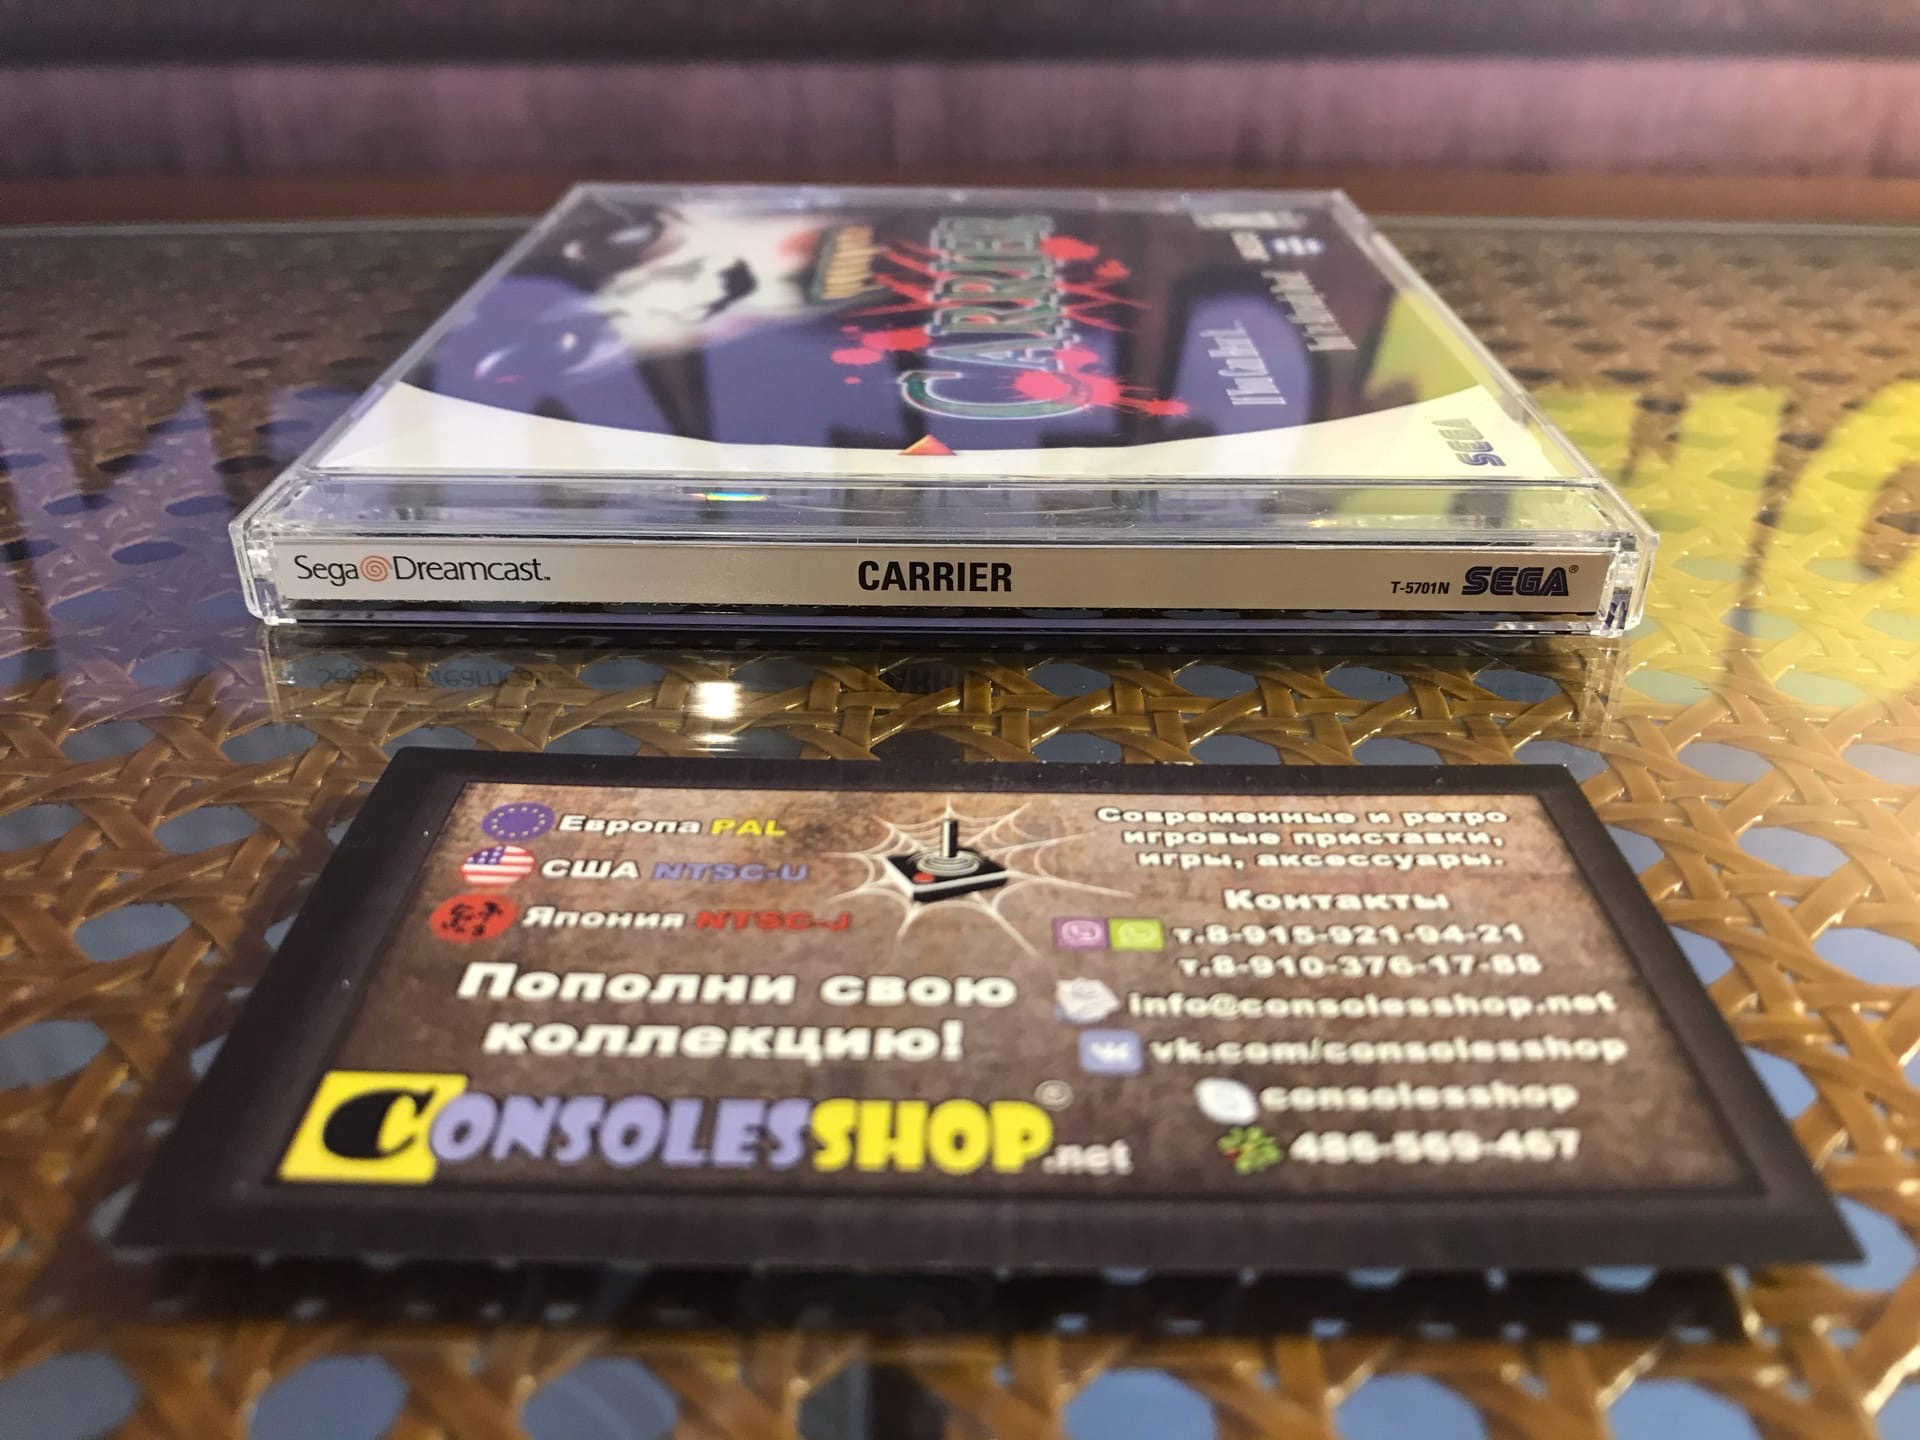 CARRIER
SEGA
Sega Dreamcast
CARRIER
T-5701N SEGA®
Европа PAL
США NTSC-U
Япония NTSC-J
Пополни свою
коллекцию!
CONSOLESSHOP®.net
Современные и ретро
игровые приставки,
игры, аксессуары.
Контакты
т.8-915-921-94-21
т.8-910-376-17-88
info@consolesshop.net
vk.com/consolesshop
consolesshop
486-569-467